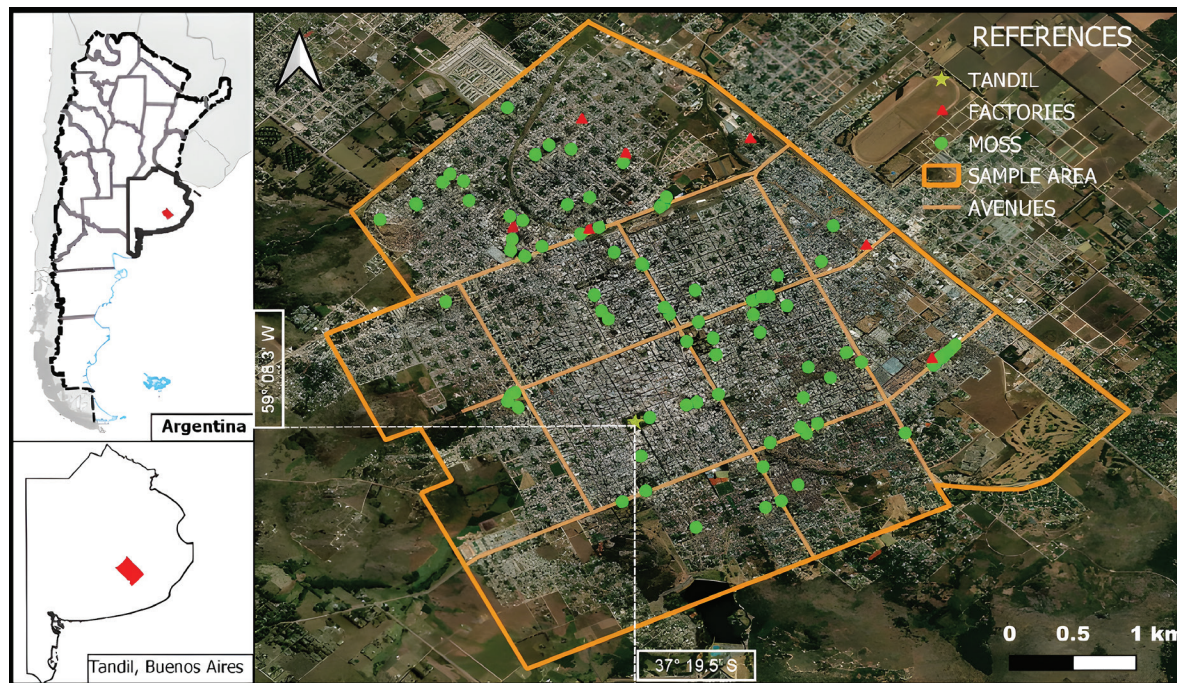 REFERENCES
TANDIL
FACTORIES
MOSS
SAMPLE AREA
AVENUES
59° 08.3' W
Argentina
Tandil, Buenos Aires
37° 19.5' S
0 0.5 1 km